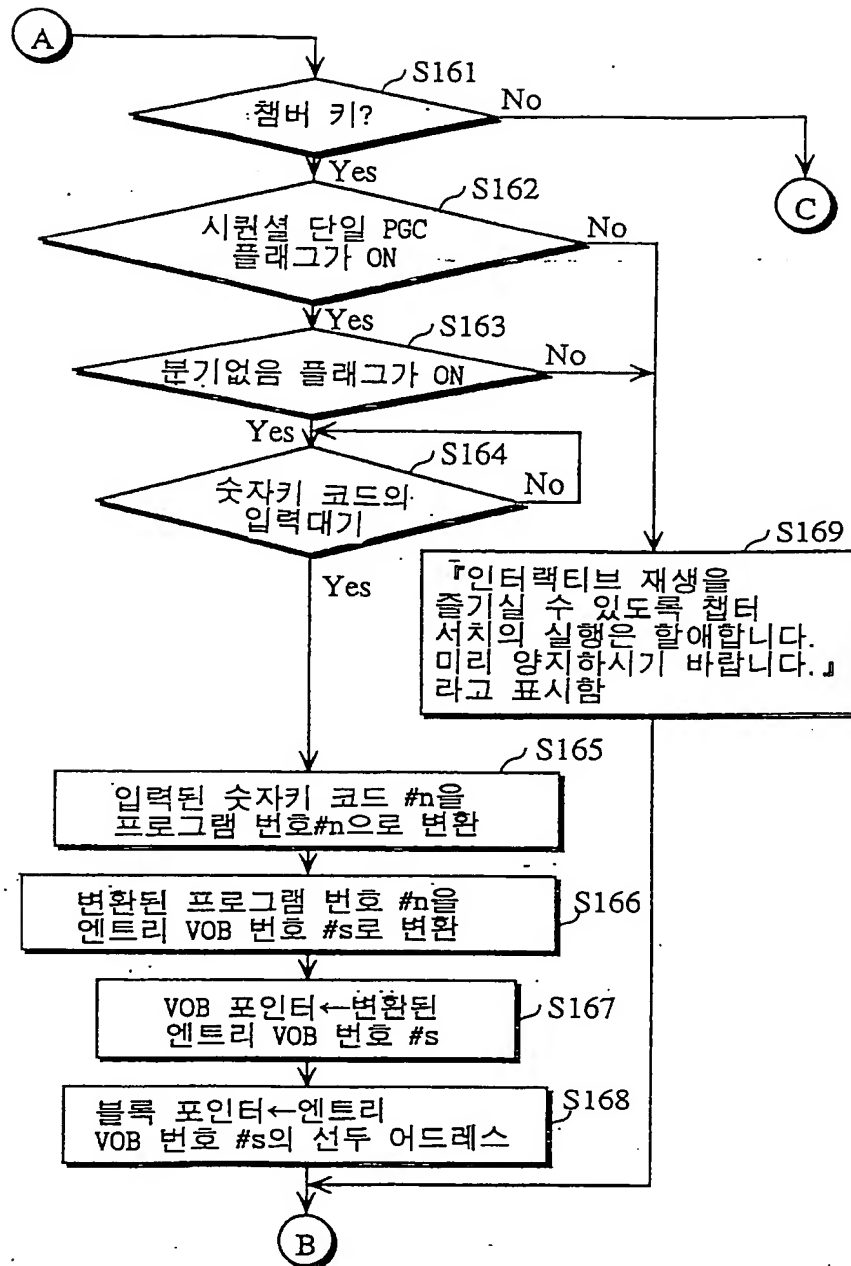 A
S161
챔버 키?
No
Yes
S162
C
시퀀셜 단일 PGC
플래그가 ON
No
Yes
S163
분기없음 플래그가 ON
No
Yes
S164
숫자키 코드의
입력대기
No
Yes
S169
『인터랙티브 재생을
즐기실 수 있도록 챕터
서치의 실행은 할애합니다.
미리 양지하시기 바랍니다.』
라고 표시함
S165
입력된 숫자키 코드 #n을
프로그램 번호#n으로 변환
변환된 프로그램 번호 #n을
엔트리 VOB 번호 #s로 변환
S166
VOB 포인터←변환된
엔트리 VOB 번호 #s
S167
블록 포인터←엔트리
VOB 번호 #s의 선두 어드레스
S168
B